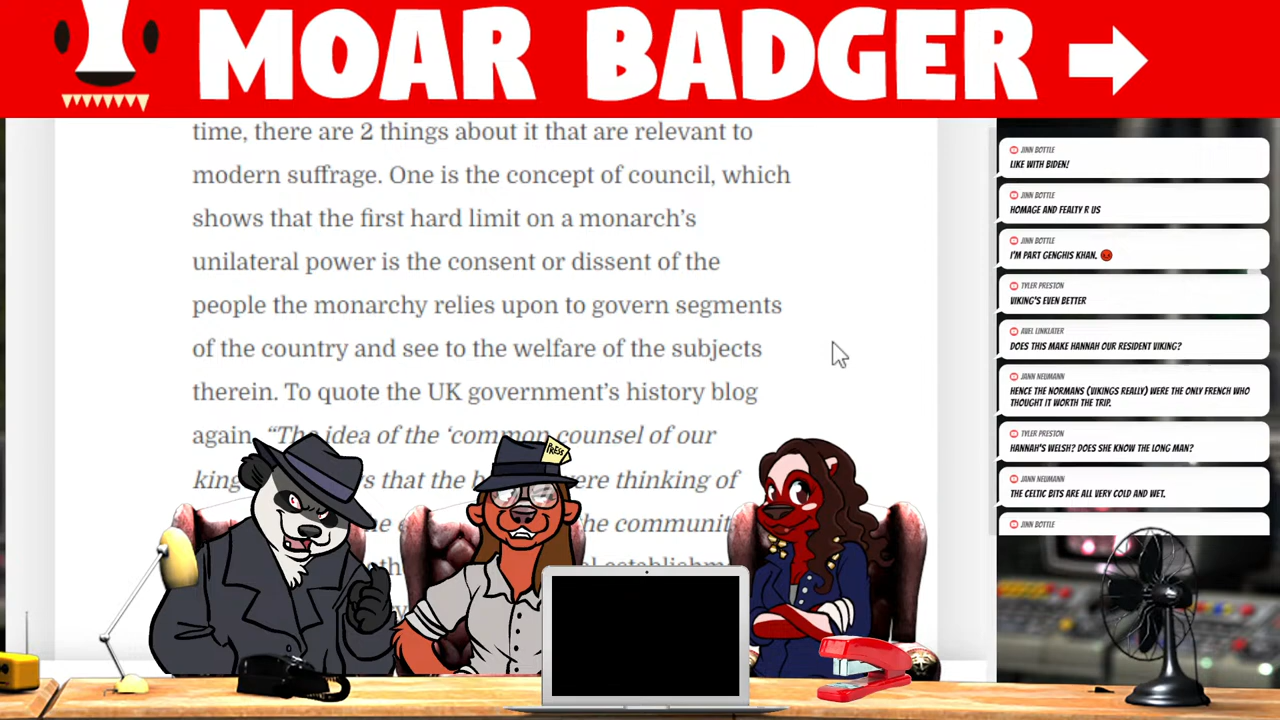 MOAR BADGER
time, there are 2 things about it that are relevant to
modern suffrage. One is the concept of council, which
shows that the first hard limit on a monarch's
unilateral power is the consent or dissent of the
people the monarchy relies upon to govern segments
of the country and see to the welfare of the subjects
therein. To quote the UK government's history blog
again, “The idea of the ‘common counsel of our
king s that the b ere thinking of
he communit
PRESS
JINN BOTTLE
LIKE WITH BIDEN!
JINN BOTTLE
HOMAGE AND FEALTY R US
JINN BOTTLE
I'M PART GENGHIS KHAN.
TYLER PRESTON
VIKING'S EVEN BETTER
AXEL LINKLATER
DOES THIS MAKE HANNAH OUR RESIDENT VIKING?
JANN NEUMANN
HENCE THE NORMANS (VIKINGS REALLY) WERE THE ONLY FRENCH WHO
THOUGHT IT WORTH THE TRIP.
TYLER PRESTON
HANNAH'S WELSH? DOES SHE KNOW THE LONG MAN?
JANN NEUMANN
THE CELTIC BITS ARE ALL VERY COLD AND WET.
JINN BOTTLE